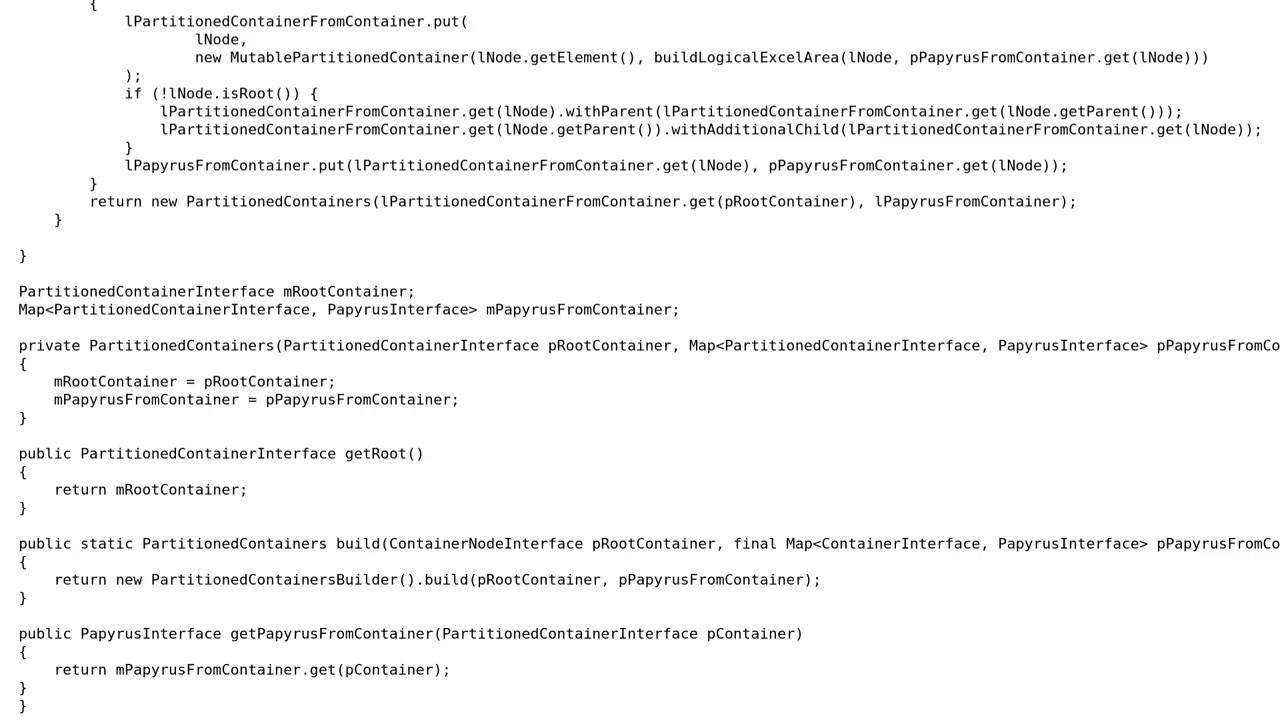 {
lPartitionedContainerFromContainer.put(
lNode,
new MutablePartitionedContainer(lNode.getElement(), buildLogicalExcelArea(lNode, pPapyrusFromContainer.get(lNode)))
);
if (!lNode.isRoot()) {
lPartitionedContainerFromContainer.get(lNode).withParent(lPartitionedContainerFromContainer.get(lNode.getParent()));
lPartitionedContainerFromContainer.get(lNode.getParent()).withAdditionalChild(lPartitionedContainerFromContainer.get(lNode));
}
lPapyrusFromContainer.put(lPartitionedContainerFromContainer.get(lNode), pPapyrusFromContainer.get(lNode));
}
return new PartitionedContainers(lPartitionedContainerFromContainer.get(pRootContainer), lPapyrusFromContainer);
}
}
PartitionedContainerInterface mRootContainer;
Map<PartitionedContainerInterface, PapyrusInterface> mPapyrusFromContainer;
private PartitionedContainers(PartitionedContainerInterface pRootContainer, Map<PartitionedContainerInterface, PapyrusInterface> pPapyrusFromCo
{
mRootContainer = pRootContainer;
mPapyrusFromContainer = pPapyrusFromContainer;
}
public PartitionedContainerInterface getRoot()
{
return mRootContainer;
}
public static PartitionedContainers build(ContainerNodeInterface pRootContainer, final Map<ContainerInterface, PapyrusInterface> pPapyrusFromCo
{
return new PartitionedContainersBuilder().build(pRootContainer, pPapyrusFromContainer);
}
public PapyrusInterface getPapyrusFromContainer(PartitionedContainerInterface pContainer)
{
return mPapyrusFromContainer.get(pContainer);
}
}